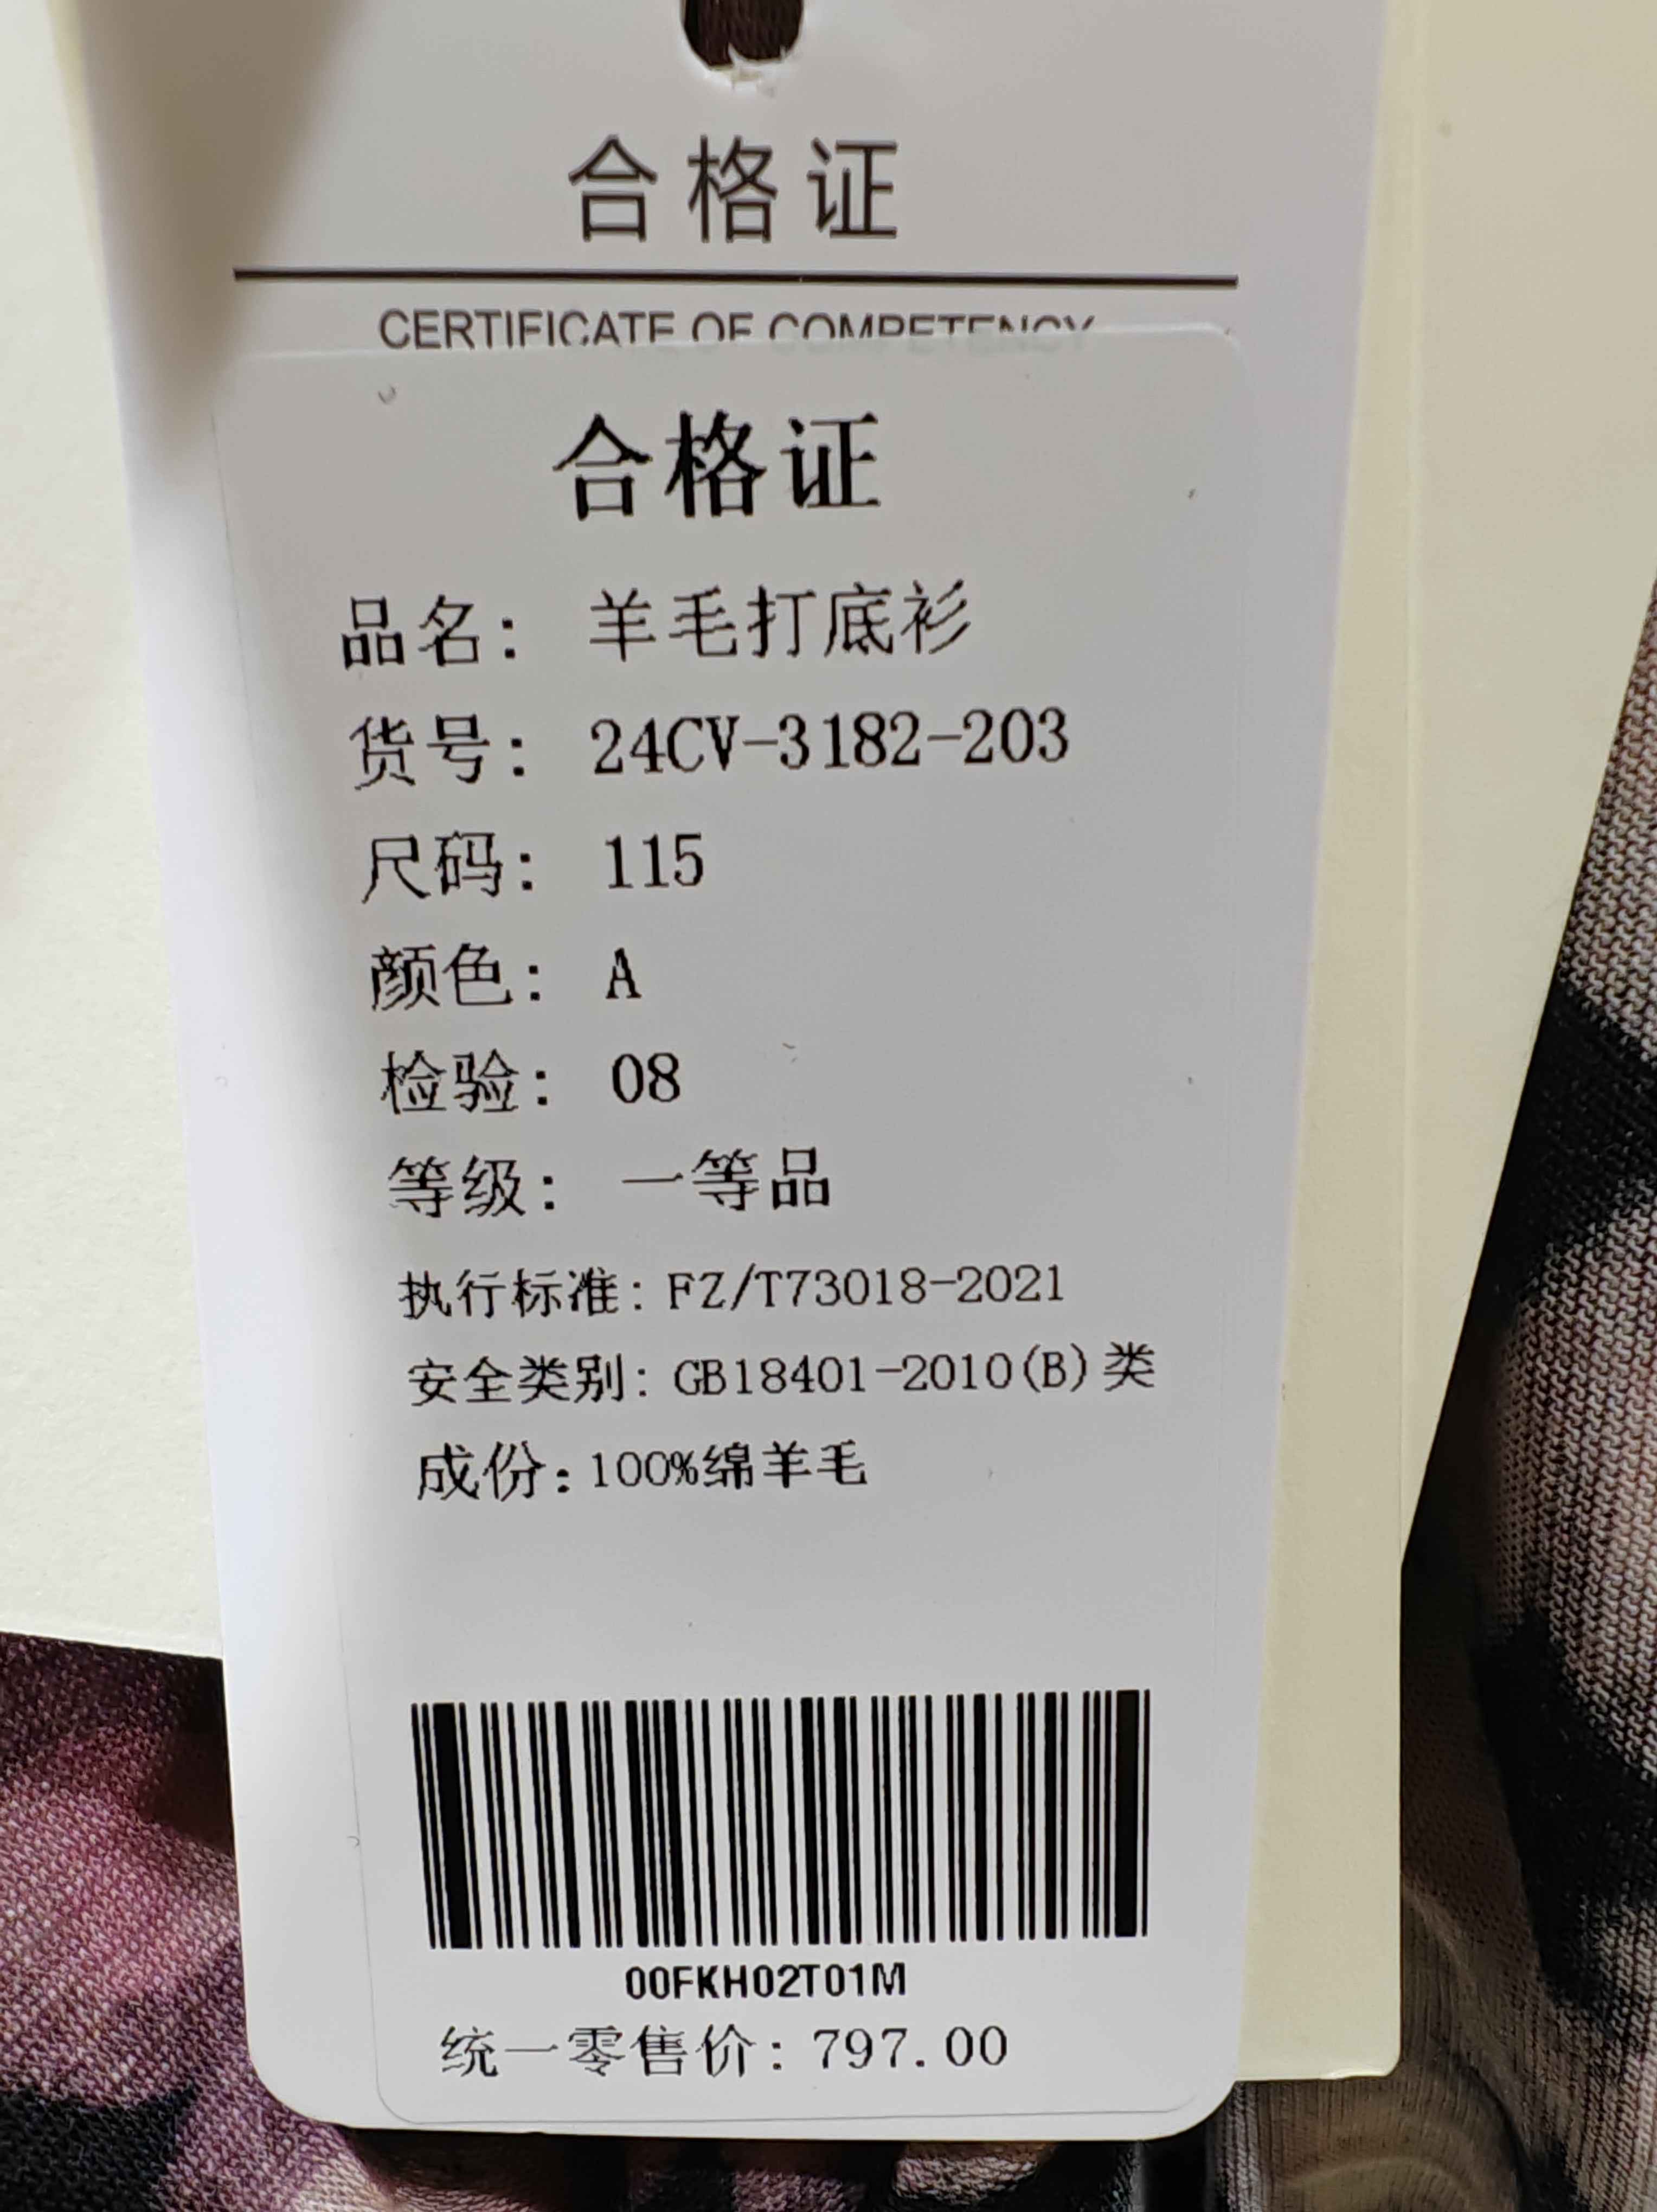 合格证
CERTIFICATE OF COMPETENCY
合格证
品名: 羊毛打底衫
货号: 24CV-3182-203
尺码: 115
颜色: A
检验: 08
等级: 一等品
执行标准: FZ/T73018-2021
安全类别: GB18401-2010(B)类
成份:100%绵羊毛
00FKH02T01M
统一零售价: 797.00